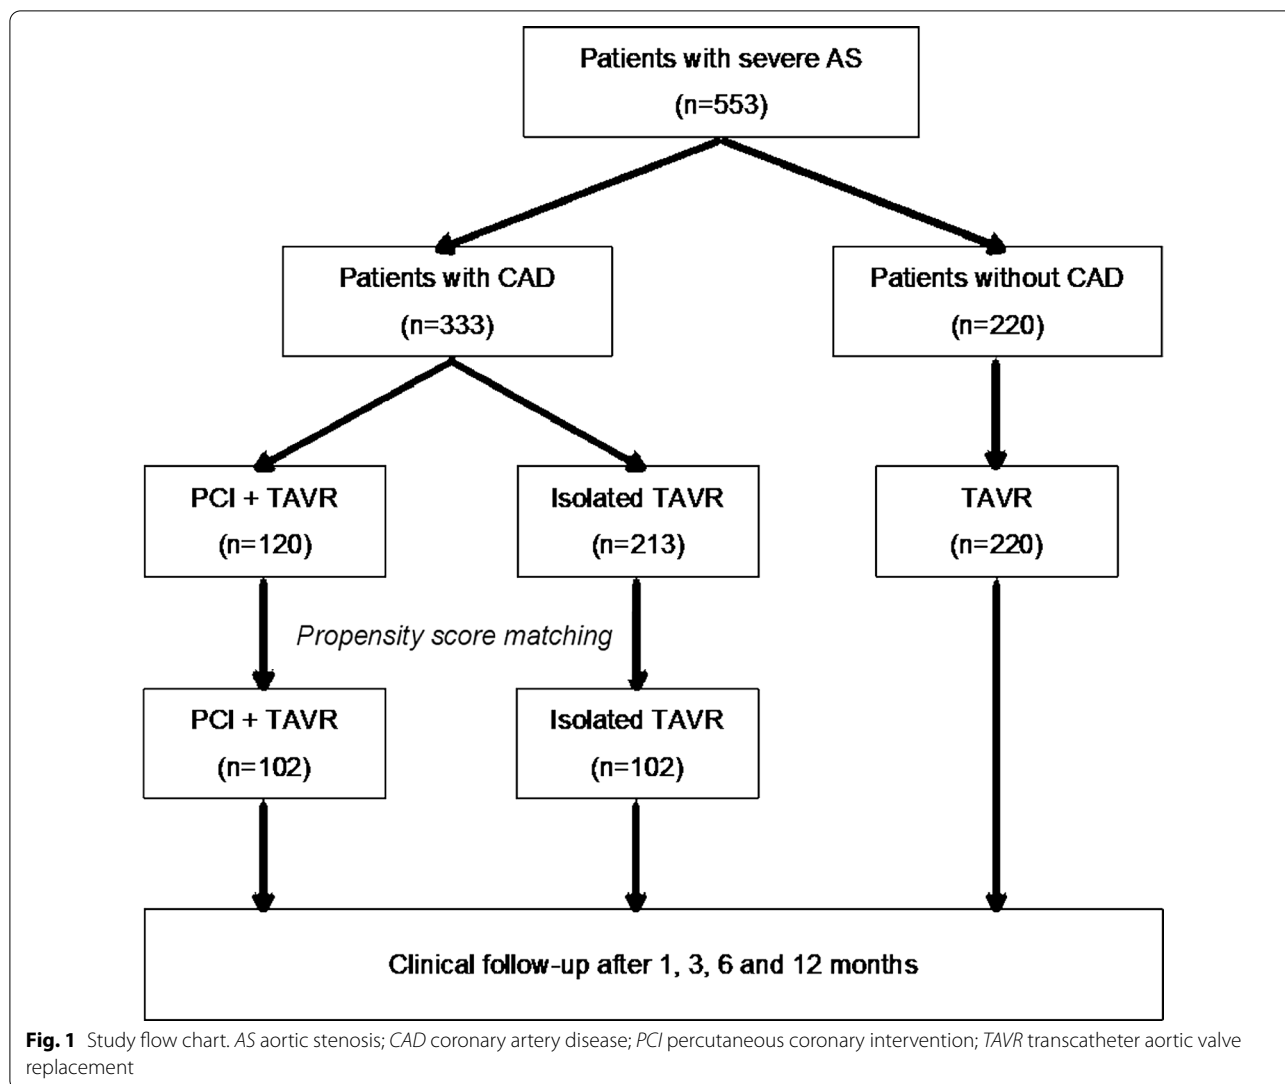 Patients with severe AS
(n=553)
Patients with CAD
(n=333)
Patients without CAD
(n=220)
PCI + TAVR
(n=120)
Isolated TAVR
(n=213)
TAVR
(n=220)
Propensity score matching
PCI + TAVR
(n=102)
Isolated TAVR
(n=102)
Clinical follow-up after 1, 3, 6 and 12 months
Fig. 1 Study flow chart. AS aortic stenosis; CAD coronary artery disease; PCI percutaneous coronary intervention; TAVR transcatheter aortic valve
replacement